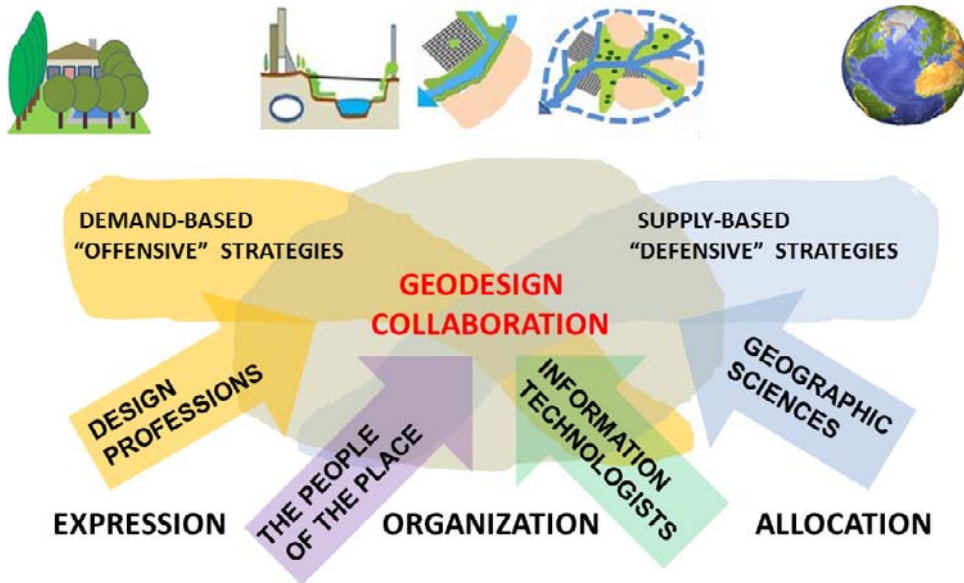 DEMAND-BASED
“OFFENSIVE” STRATEGIES
SUPPLY-BASED
“DEFENSIVE” STRATEGIES
GEODESIGN
COLLABORATION
DESIGN
PROFESSIONS
THE PEOPLE
OF THE PLACE
INFORMATION
TECHNOLOGISTS
GEOGRAPHIC
SCIENCES
EXPRESSION
ORGANIZATION
ALLOCATION